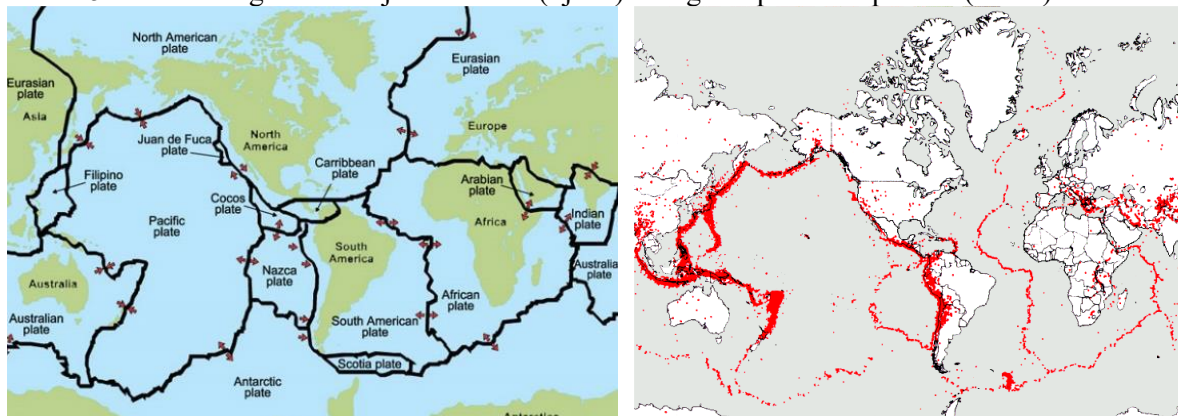 North American
plate
Eurasian
plate
Eurasian
plate
Asia
Europe
Juan de Fuca
plate
North
America
Carribbean
plate
Filipino
plate
Arabian
plate
Cocos
plate
Africa
Indian
plate
Pacific
plate
South
America
Nazca
plate
Australia
Australia
plate
African
plate
Australian
plate
South American
plate
Scotia plate
Antarctic
plate